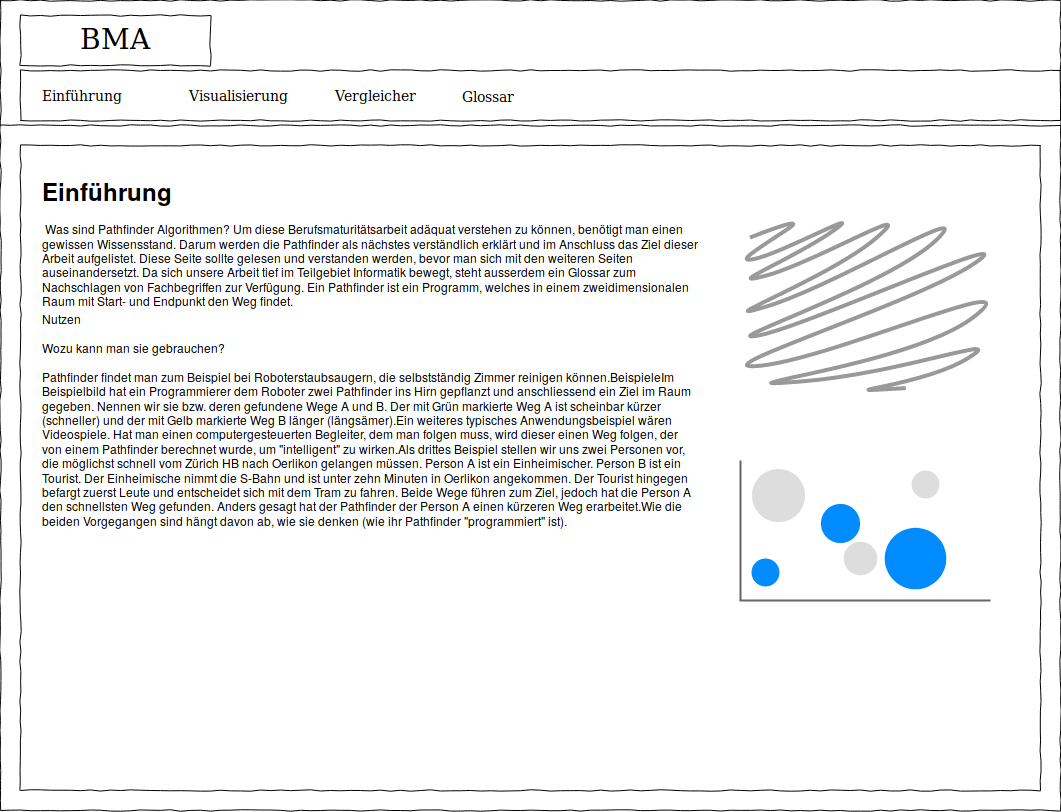 BMA
Einführung Visualisierung Vergleicher Glossar
Einführung
Was sind Pathfinder Algorithmen? Um diese Berufsmaturitätsarbeit adäquat verstehen zu können, benötigt man einen
gewissen Wissensstand. Darum werden die Pathfinder als nächstes verständlich erklärt und im Anschluss das Ziel dieser
Arbeit aufgelistet. Diese Seite sollte gelesen und verstanden werden, bevor man sich mit den weiteren Seiten
auseinandersetzt. Da sich unsere Arbeit tief im Teilgebiet Informatik bewegt, steht ausserdem ein Glossar zum
Nachschlagen von Fachbegriffen zur Verfügung. Ein Pathfinder ist ein Programm, welches in einem zweidimensionalen
Raum mit Start- und Endpunkt den Weg findet.
Nutzen
Wozu kann man sie gebrauchen?
Pathfinder findet man zum Beispiel bei Roboterstaubsaugern, die selbstständig Zimmer reinigen können.BeispieleIm
Beispielbild hat ein Programmierer dem Roboter zwei Pathfinder ins Hirn gepflanzt und anschliessend ein Ziel im Raum
gegeben. Nennen wir sie bzw. deren gefundene Wege A und B. Der mit Grün markierte Weg A ist scheinbar kürzer
(schneller) und der mit Gelb markierte Weg B länger (längsämer).Ein weiteres typisches Anwendungsbeispiel wären
Videospiele. Hat man einen computergesteuerten Begleiter, dem man folgen muss, wird dieser einen Weg folgen, der
von einem Pathfinder berechnet wurde, um "intelligent" zu wirken.Als drittes Beispiel stellen wir uns zwei Personen vor,
die möglichst schnell vom Zürich HB nach Oerlikon gelangen müssen. Person A ist ein Einheimischer. Person B ist ein
Tourist. Der Einheimische nimmt die S-Bahn und ist unter zehn Minuten in Oerlikon angekommen. Der Tourist hingegen
befargt zuerst Leute und entscheidet sich mit dem Tram zu fahren. Beide Wege führen zum Ziel, jedoch hat die Person A
den schnellsten Weg gefunden. Anders gesagt hat der Pathfinder der Person A einen kürzeren Weg erarbeitet.Wie die
beiden Vorgegangen sind hängt davon ab, wie sie denken (wie ihr Pathfinder "programmiert" ist).